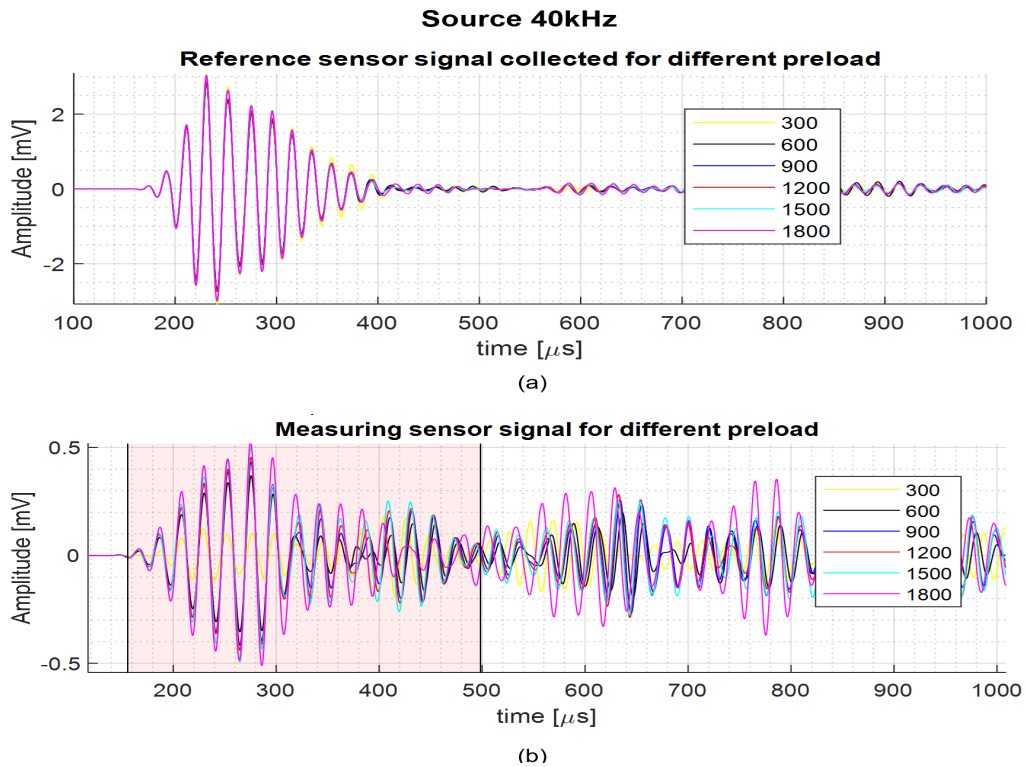 Source 40kHz
Reference sensor signal collected for different preload
Amplitude [mV]
2
0
-2
300
600
900
1200
1500
1800
100 200 300 400 500 600 700 800 900 1000
time [μs]
(a)
Measuring sensor signal for different preload
Amplitude [mV]
0.5
0
-0.5
300
600
900
1200
1500
1800
200 300 400 500 600 700 800 900 1000
time [μs]
(b)